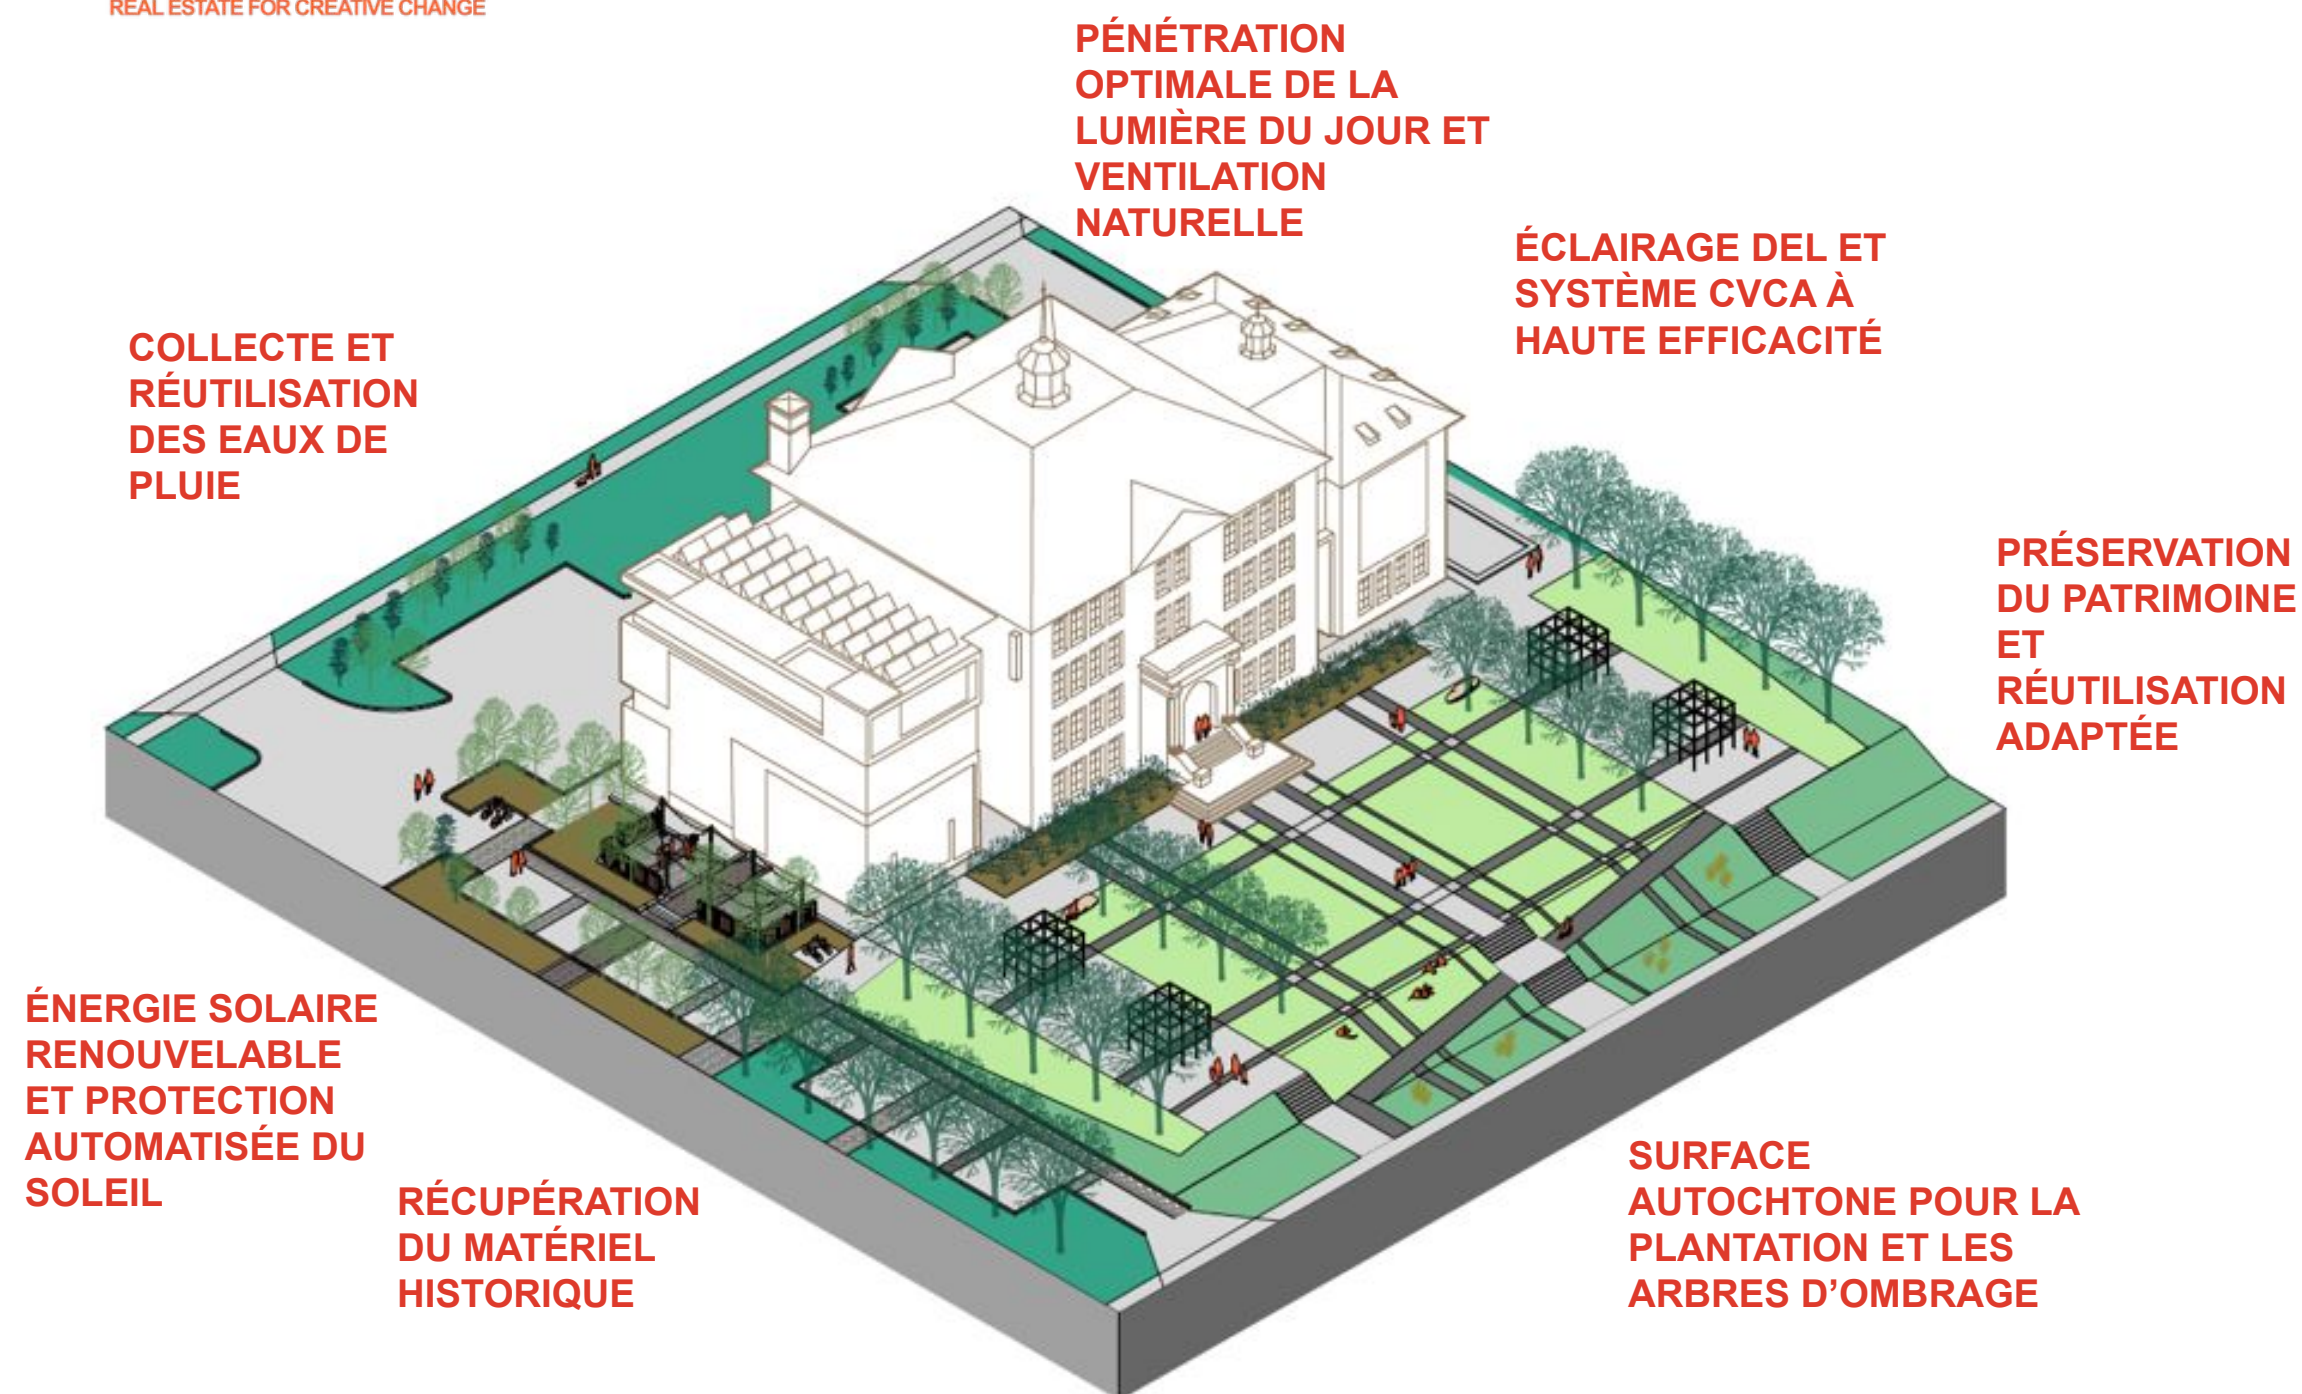 REAL ESTATE FOR CREATIVE CHANGE
PÉNÉTRATION
OPTIMALE DE LA
LUMIÈRE DU JOUR ET
VENTILATION
NATURELLE
ÉCLAIRAGE DEL ET
SYSTÈME CVCA À
HAUTE EFFICACITÉ
COLLECTE ET
RÉUTILISATION
DES EAUX DE
PLUIE
PRÉSERVATION
DU PATRIMOINE
ET
RÉUTILISATION
ADAPTÉE
ÉNERGIE SOLAIRE
RENOUVELABLE
ET PROTECTION
AUTOMATISÉE DU
SOLEIL
RÉCUPÉRATION
DU MATÉRIEL
HISTORIQUE
SURFACE
AUTOCHTONE POUR LA
PLANTATION ET LES
ARBRES D’OMBRAGE